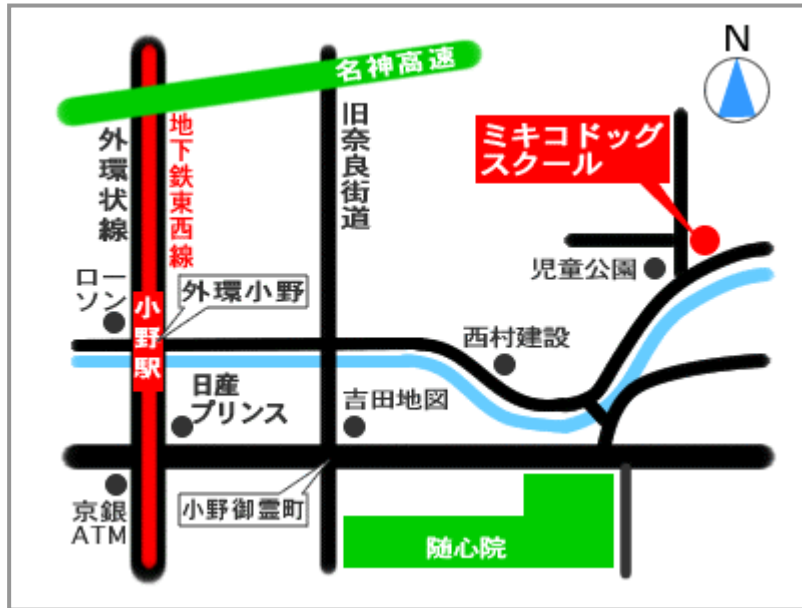 N
名神高速
外環状線
地下鉄東西線
旧奈良街道
ミキコドッグ
スクール
児童公園
ロー
ソン
外環小野
小野駅
西村建設
日産
プリンス
吉田地図
京銀
ATM
小野御霊町
随心院